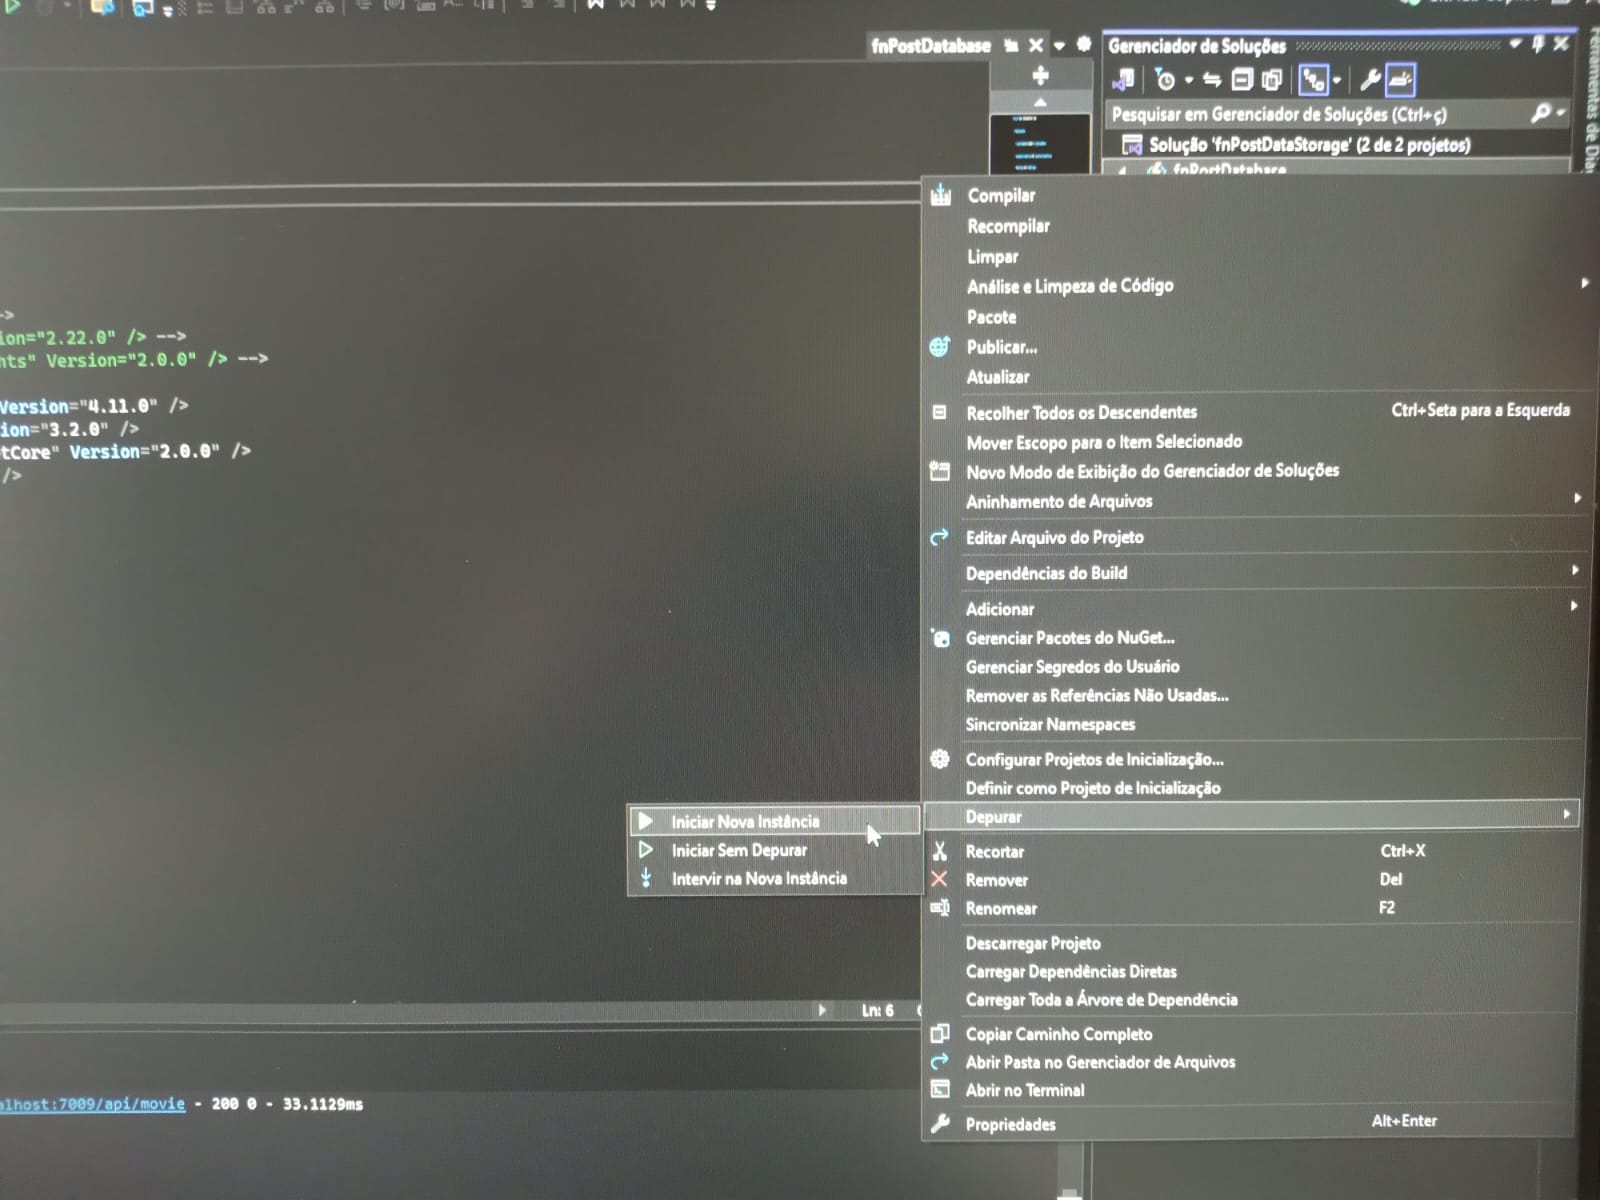 fnPostDatabase
Gerenciador de Soluções
Pesquisar em Gerenciador de Soluções (Ctrl+ç)
Solução 'fnPostDataStorage' (2 de 2 projetos)
fnPostDatabase
Ferramentas de
Compilar
Recompilar
Limpar
Análise e Limpeza de Código
Pacote
Publicar...
Atualizar
Recolher Todos os Descendentes Ctrl+Seta para a Esquerda
Mover Escopo para o Item Selecionado
Novo Modo de Exibição do Gerenciador de Soluções
Aninhamento de Arquivos
Editar Arquivo do Projeto
Dependências do Build
Adicionar
Gerenciar Pacotes do NuGet...
Gerenciar Segredos do Usuário
Remover as Referências Não Usadas...
Sincronizar Namespaces
Configurar Projetos de Inicialização...
Definir como Projeto de Inicialização
Depurar
Recortar Ctrl+X
Remover Del
Renomear F2
Descarregar Projeto
Carregar Dependências Diretas
Carregar Toda a Árvore de Dependência
Copiar Caminho Completo
Abrir Pasta no Gerenciador de Arquivos
Abrir no Terminal
Propriedades Alt+Enter
Iniciar Nova Instância
Iniciar Sem Depurar
Intervir na Nova Instância
->
ion="2.22.0" /> -->
nts" Version="2.0.0" /> -->
Version="4.11.0" />
ion="3.2.0" />
tCore" Version="2.0.0" />
/>
Ln: 6
alhost:7009/api/movie - 200 0 - 33.1129ms